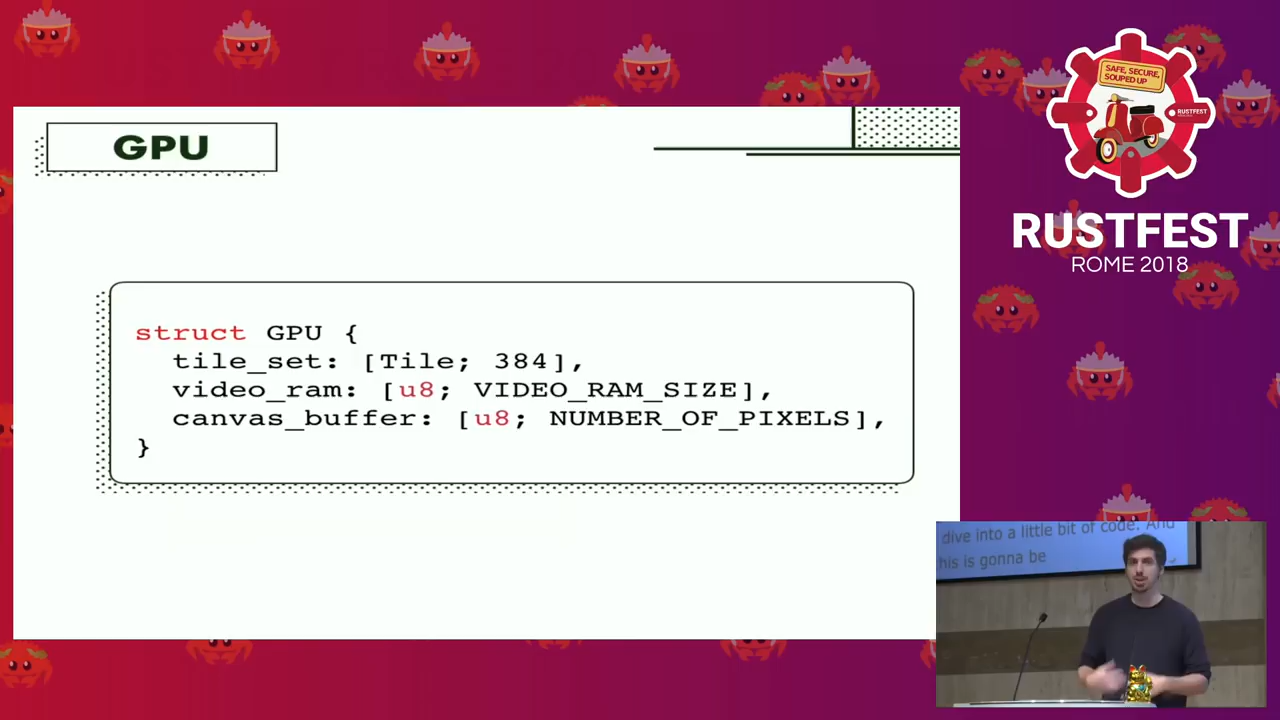 GPU
struct GPU {
tile_set: [Tile; 384],
video_ram: [u8; VIDEO_RAM_SIZE],
canvas_buffer: [u8; NUMBER_OF_PIXELS],
}
SAFE, SECURE,
SOUPED UP
RUSTFEST
RUSTFEST
ROME 2018
dive into a little bit of code. And
his is gonna be